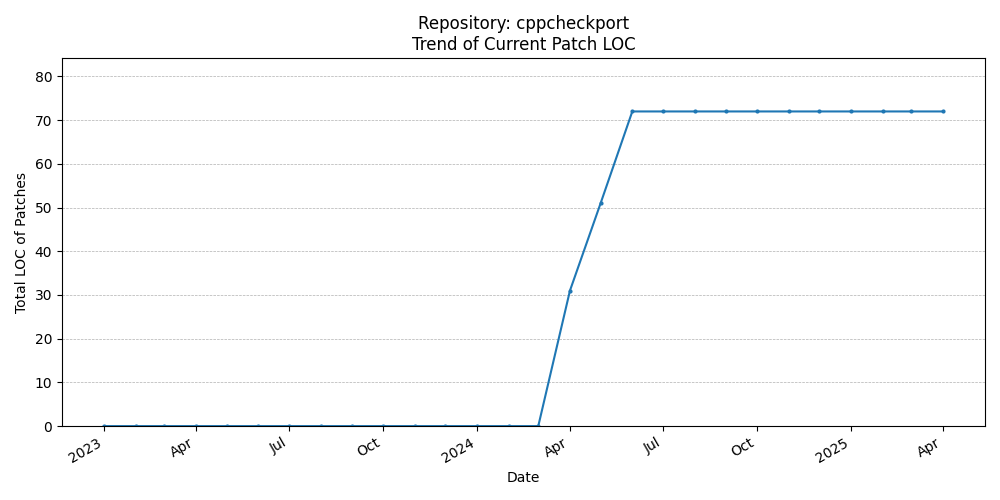 Repository: cppcheckport
Trend of Current Patch LOC
80
70
60
50
40
30
20
10
0
Total LOC of Patches
2023
Apr
Jul
Oct
2024
Apr
Jul
Oct
2025
Apr
Date